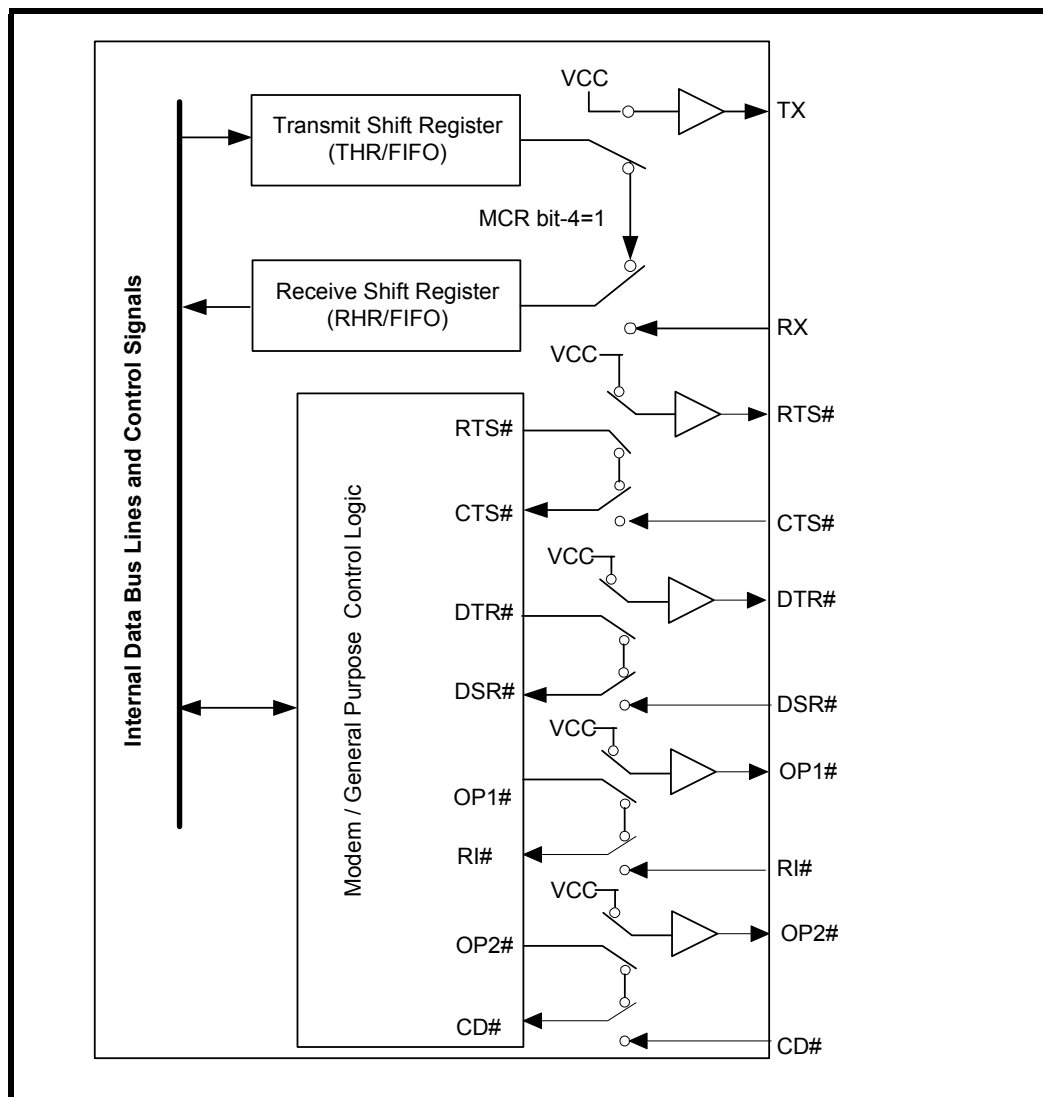 VCC
TX
Transmit Shift Register
(THR/FIFO)
MCR bit-4=1
Receive Shift Register
(RHR/FIFO)
RX
VCC
RTS#
RTS#
CTS#
CTS#
VCC
DTR#
DTR#
DSR#
DSR#
VCC
OP1#
OP1#
RI#
RI#
VCC
OP2#
OP2#
CD#
CD#
Internal Data Bus Lines and Control Signals
Modem / General Purpose Control Logic